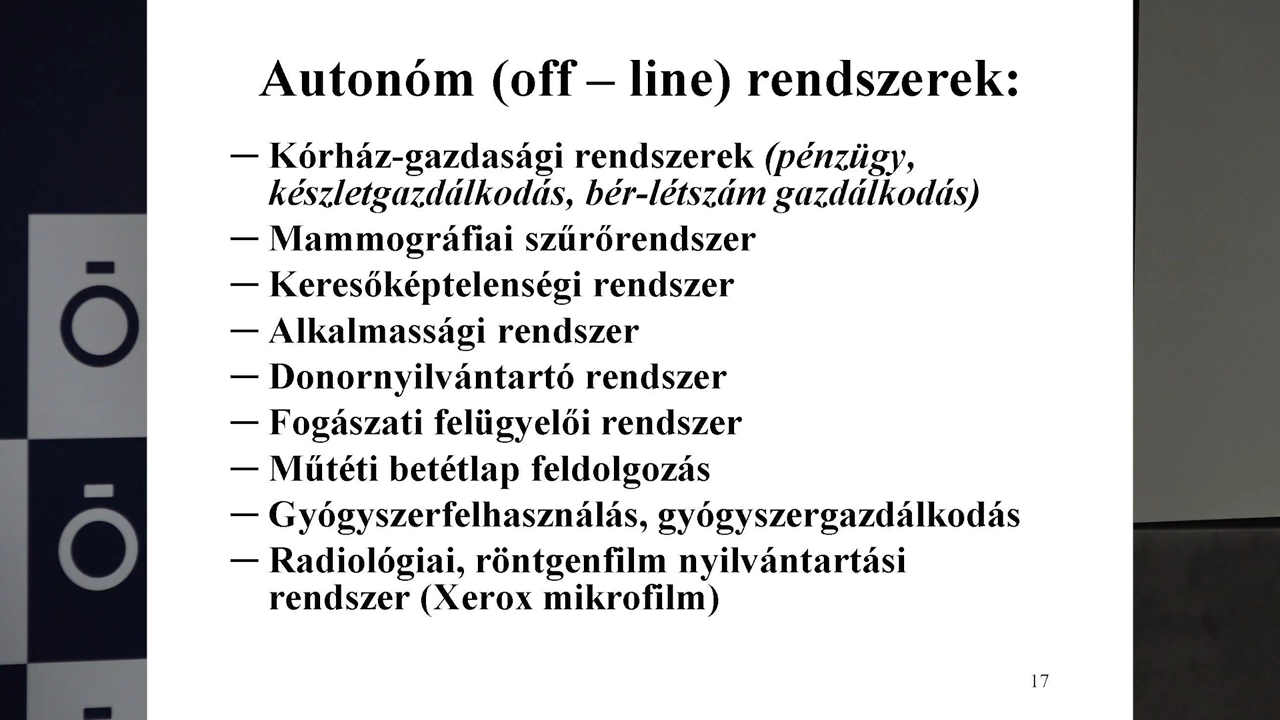 Autonóm (off – line) rendszerek:
– Kórház-gazdasági rendszerek (pénzügy,
készletgazdálkodás, bér-létszám gazdálkodás)
– Mammográfiai szűrőrendszer
– Keresőképtelenségi rendszer
– Alkalmassági rendszer
– Donornyilvántartó rendszer
– Fogászati felügyelői rendszer
– Műtéti betétlap feldolgozás
– Gyógyszerfelhasználás, gyógyszergazdálkodás
– Radiológiai, röntgenfilm nyilvántartási
rendszer (Xerox mikrofilm)
17